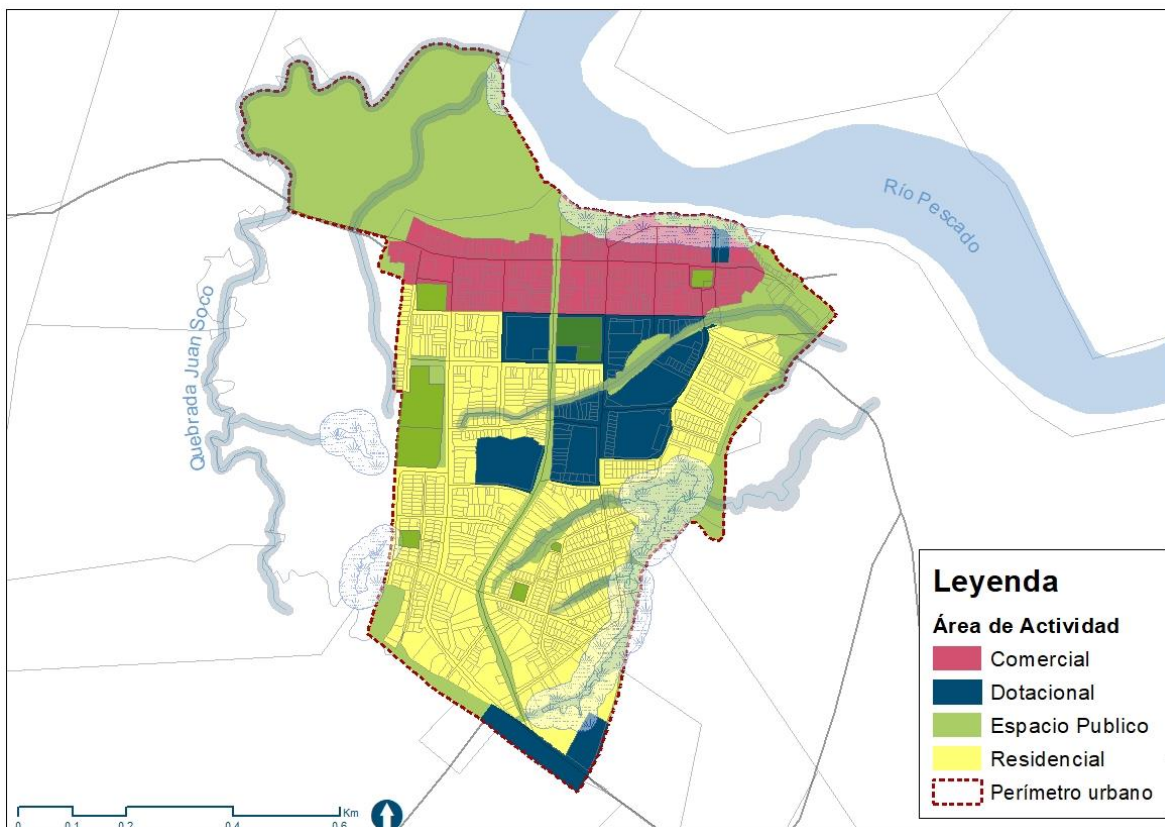 Río Pescado
Quebrada Juan Soco
Leyenda
Área de Actividad
Comercial
Dotacional
Espacio Publico
Residencial
Perímetro urbano
Km
0 0.1 0.2 0.4 0.6